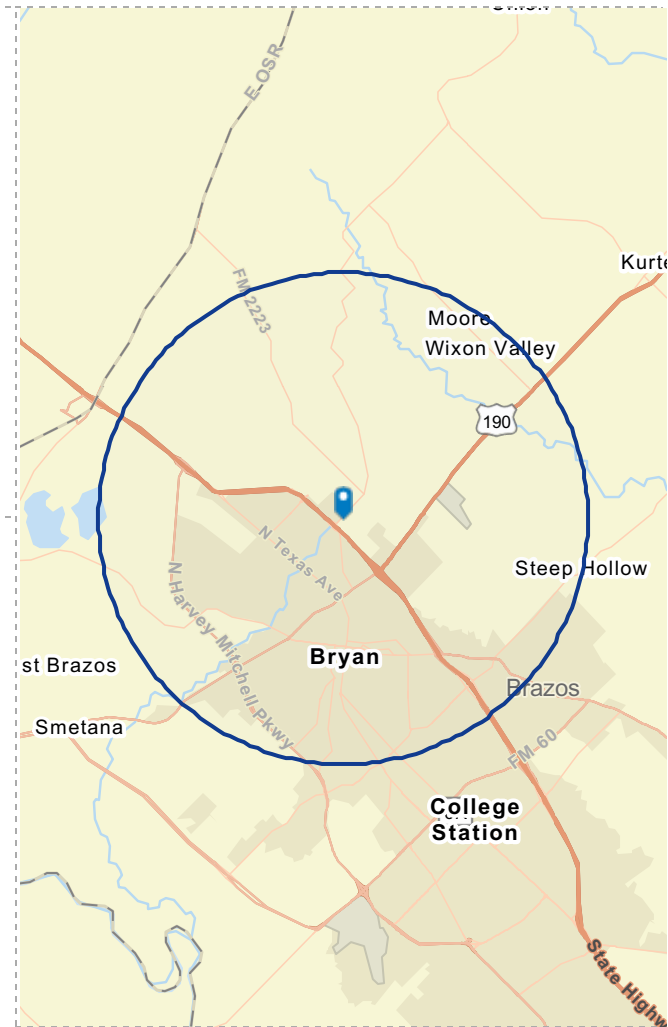 E OSR
Kurte
FM 2223
Moore
Wixon Valley
190
N Texas Ave
Steep Hollow
N Harvey Mitchell Pkwy
Bryan
st Brazos
Brazos
Smetana
FM 60
College
Station
State Highw